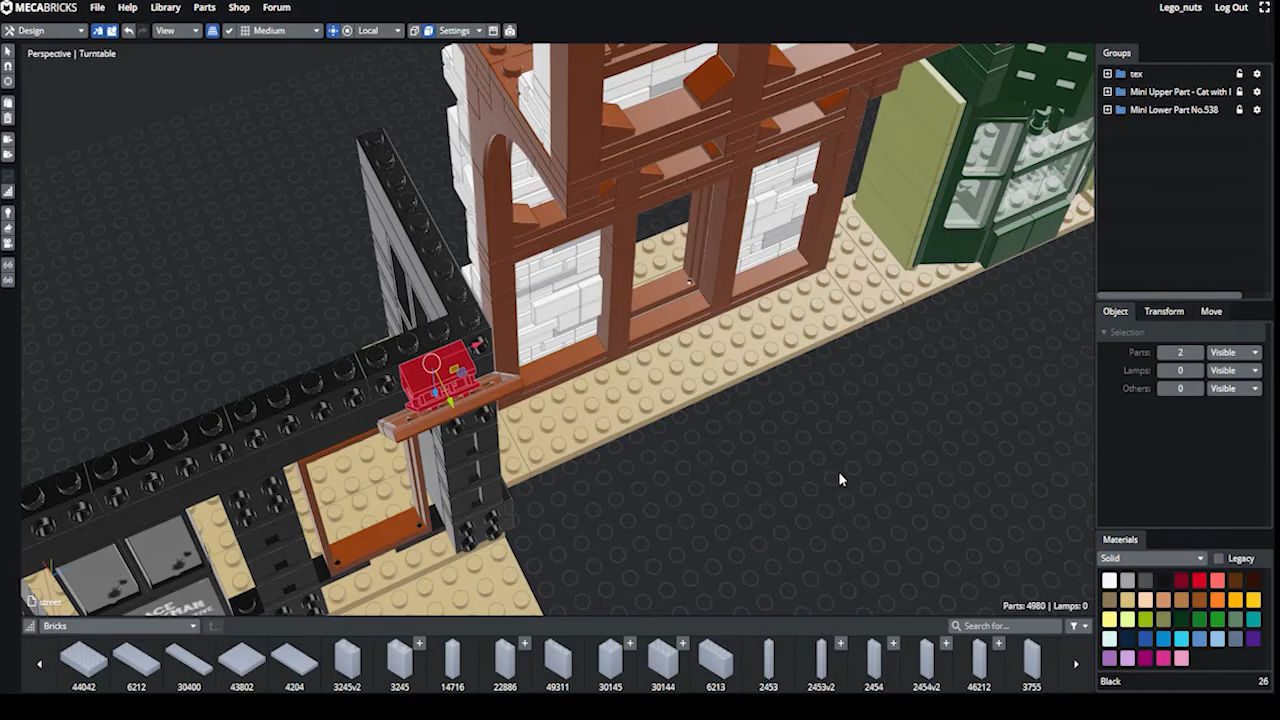 MECABRICKS File Help Library Parts Shop Forum Lego_nuts Log Out
Design View Medium Local Settings
Perspective | Turntable
Groups
tex
Mini Upper Part - Cat with
Mini Lower Part No.538
Object Transform Move
Selection
Parts: 2 Visible
Lamps: 0 Visible
Others: 0 Visible
Materials
Solid Legacy
street
Parts: 4980 | Lamps: 0
Bricks Search for...
44042 6212 30400 43802 4204 3245v2 3245 14716 22886 49311 30145 30144 6213 2453 2453v2 2454 2454v2 46212 3755
Black 26